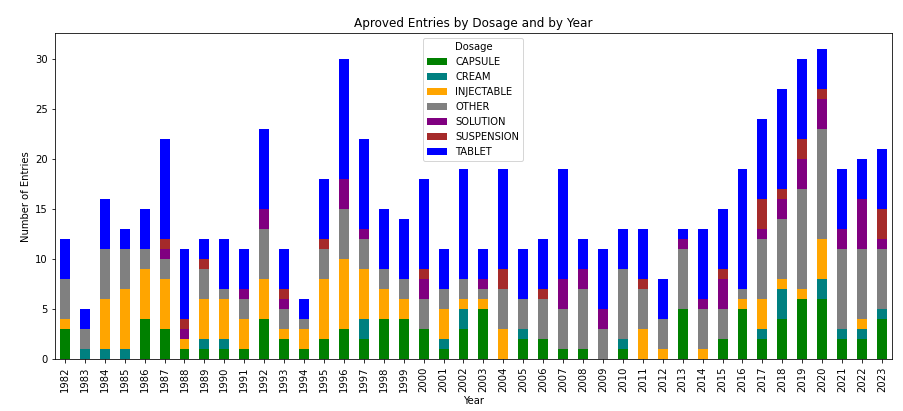 Aproved Entries by Dosage and by Year
Dosage
CAPSULE
CREAM
INJECTABLE
OTHER
SOLUTION
SUSPENSION
TABLET
Number of Entries
30
25
20
15
10
5
0
1982 1983 1984 1985 1986 1987 1988 1989 1990 1991 1992 1993 1994 1995 1996 1997 1998 1999 2000 2001 2002 2003 2004 2005 2006 2007 2008 2009 2010 2011 2012 2013 2014 2015 2016 2017 2018 2019 2020 2021 2022 2023
Year